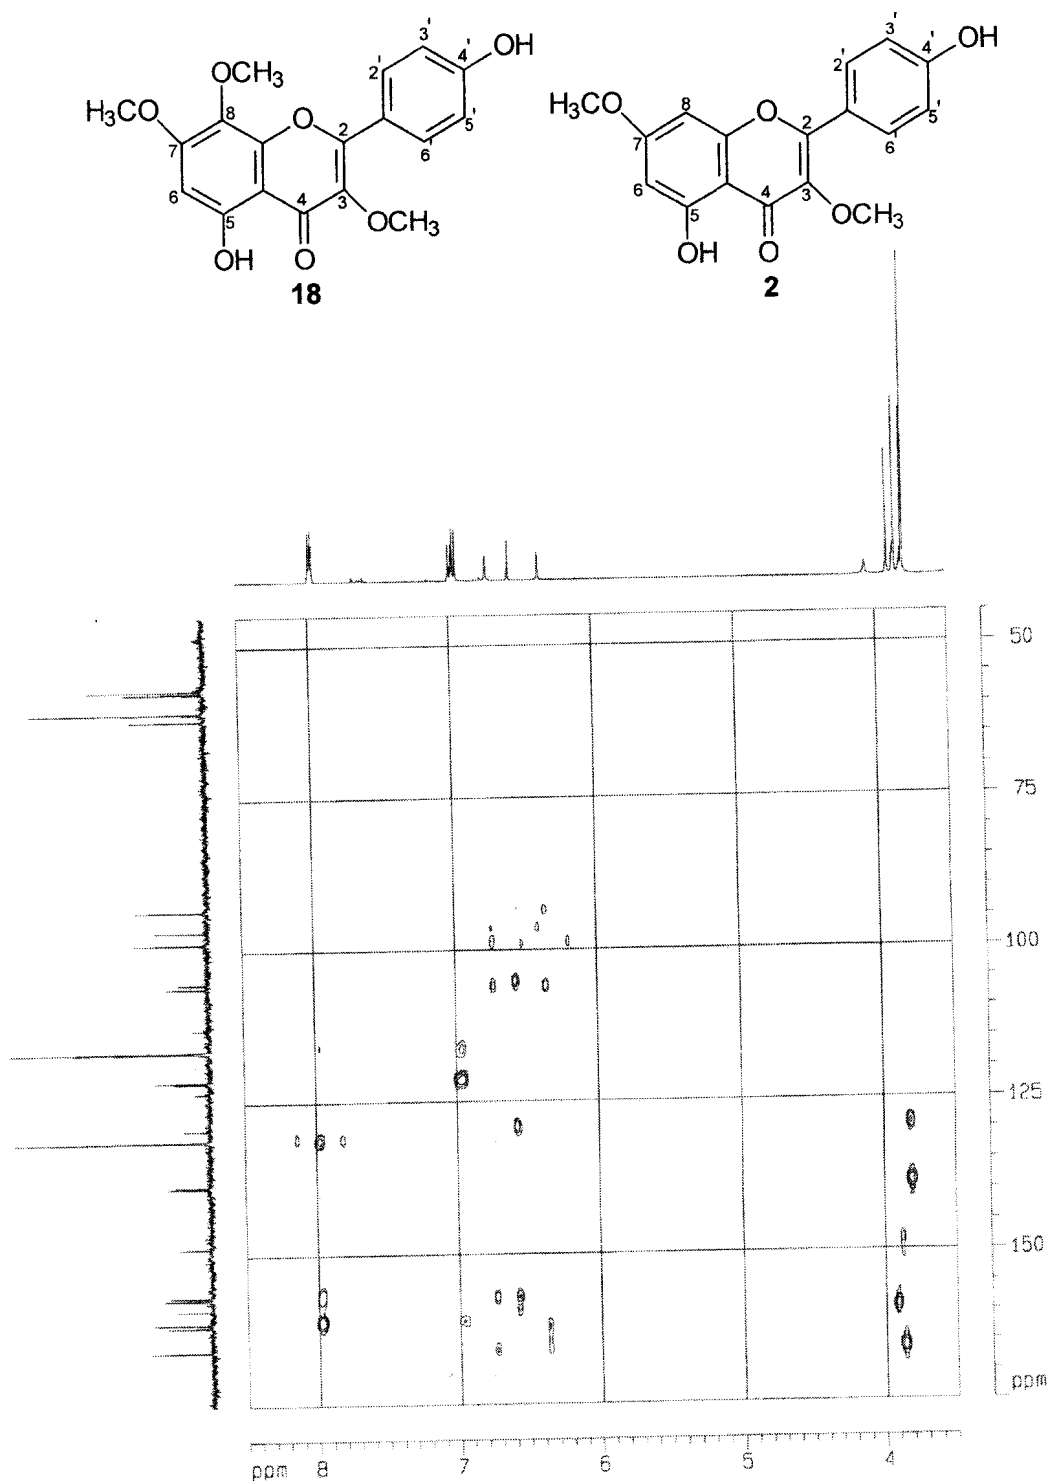 3' OH 3' OH
OCH₃ 2' 4' 2' 4'
H₃CO 8 O 2 5' H₃CO 8 O 2 5'
7 6' 7 6'
6 4 3 6 4 3
5 OCH₃ 5 OCH₃
OH O OH O
18 2
50
75
100
125
150
ppm
ppm 8 7 6 5 4